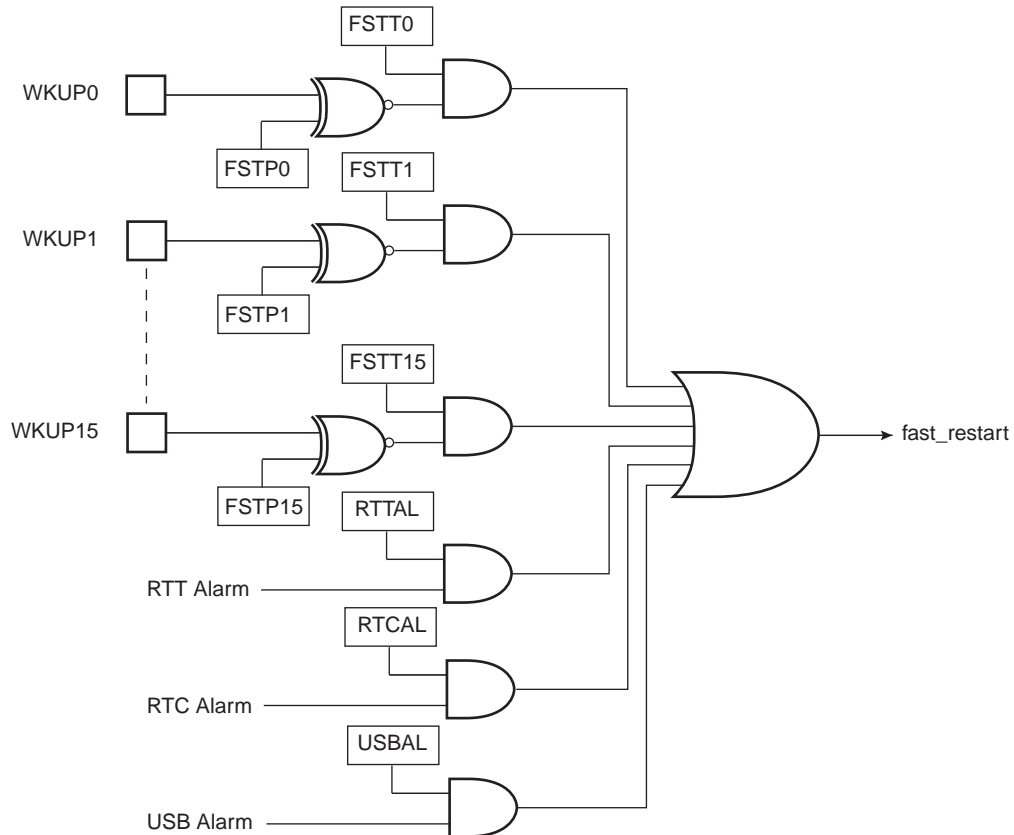 FSTT0
WKUP0
FSTP0
FSTT1
WKUP1
FSTP1
FSTT15
WKUP15
fast_restart
FSTP15
RTTAL
RTT Alarm
RTCAL
RTC Alarm
USBAL
USB Alarm